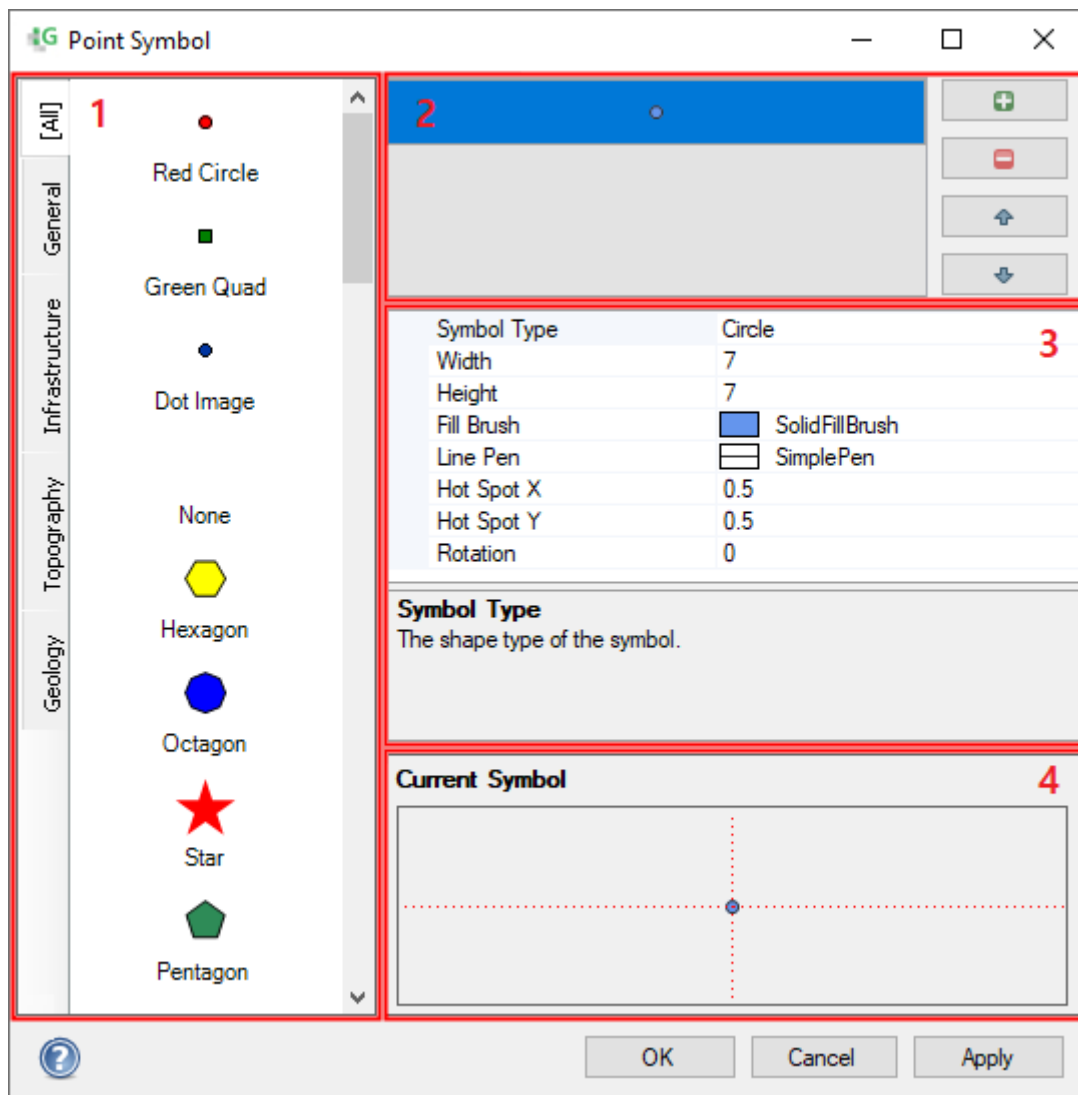 Point Symbol
1
[All]
General
Infrastructure
Topography
Geology
Red Circle
Green Quad
Dot Image
None
Hexagon
Octagon
Star
Pentagon
2
3
Symbol Type Circle
Width 7
Height 7
Fill Brush SolidFillBrush
Line Pen SimplePen
Hot Spot X 0.5
Hot Spot Y 0.5
Rotation 0
Symbol Type
The shape type of the symbol.
Current Symbol
4
OK Cancel Apply